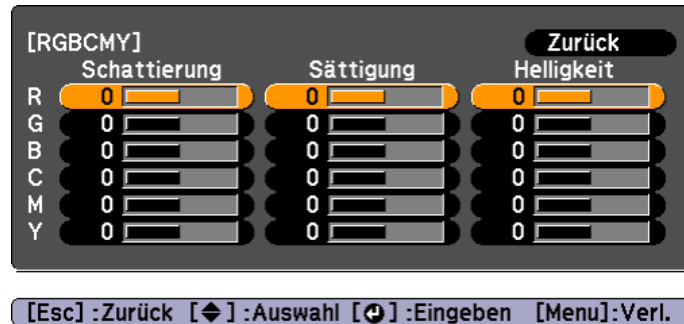 [RGBCMY] Zurück
Schattierung Sättigung Helligkeit
R 0 0 0
G 0 0 0
B 0 0 0
C 0 0 0
M 0 0 0
Y 0 0 0
[Esc] :Zurück [] :Auswahl [] :Eingeben [Menu]:Verl.